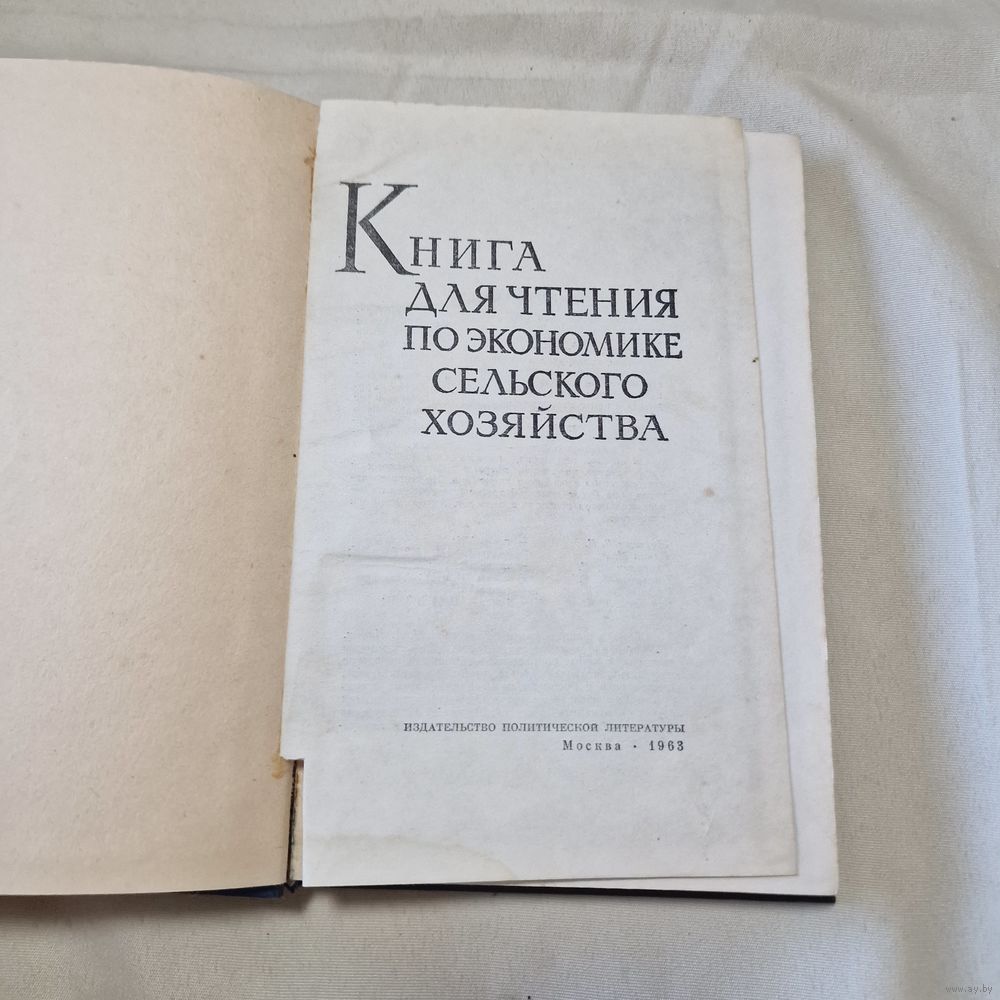 Книга
для чтения
по экономике
сельского
хозяйства
ИЗДАТЕЛЬСТВО ПОЛИТИЧЕСКОЙ ЛИТЕРАТУРЫ
Москва · 1963
www.ay.by